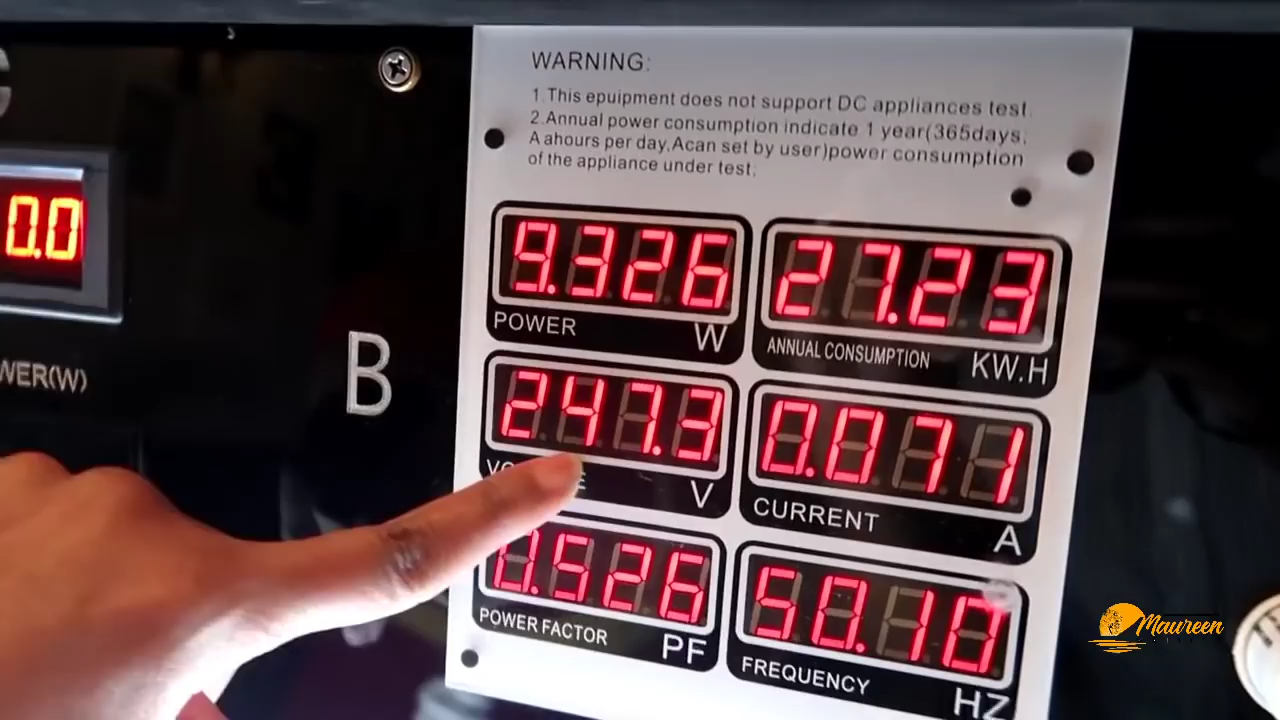 WARNING:
1.This epuipment does not support DC appliances test.
2.Annual power consumption indicate 1 year(365days,
A ahours per day,Acan set by user)power consumption
of the appliance under test.
0.0
WER(W)
B
9.326
POWER W
27.23
ANNUAL CONSUMPTION KW.H
247.3
V
0.071
CURRENT A
0.526
POWER FACTOR PF
50.10
FREQUENCY HZ
Maureen